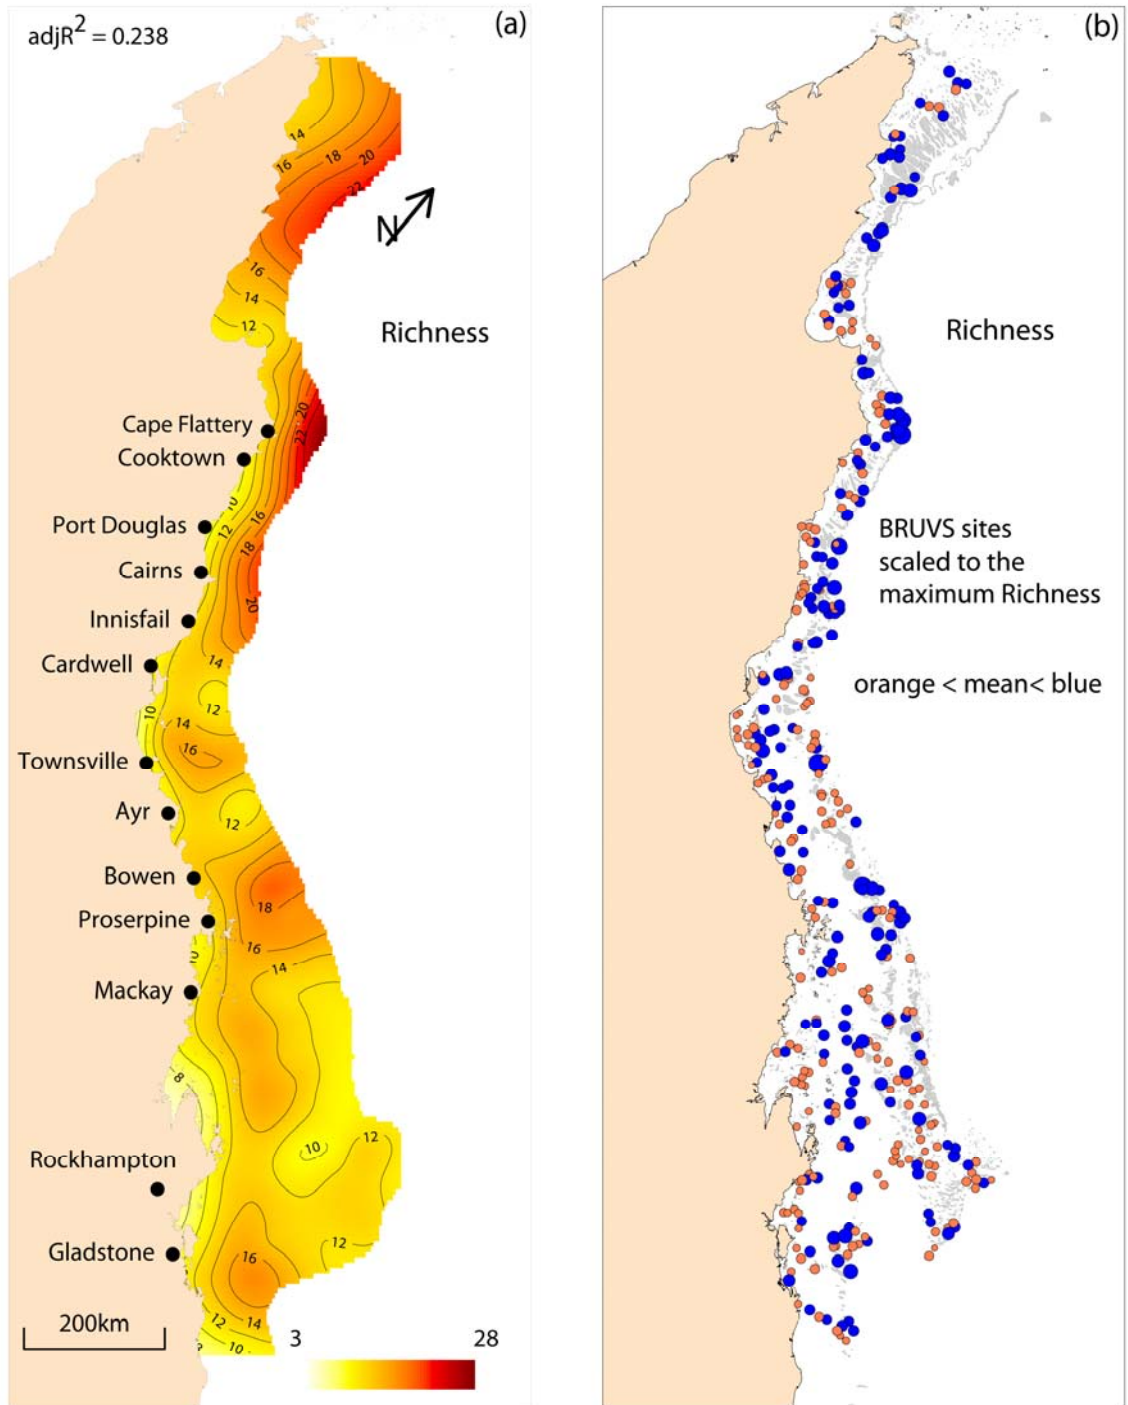 adjR² = 0.238
(a)
14
16
18
20
22
N
16
14
12
Richness
20
22
Cape Flattery
Cooktown
10
12
16
Port Douglas
18
Cairns
20
Innisfail
14
Cardwell
12
10
14
16
Townsville
Ayr
12
Bowen
18
Proserpine
16
10
14
Mackay
8
10
12
Rockhampton
Gladstone
12
16
14
12
10
200km
3
28
(b)
Richness
BRUVS sites
scaled to the
maximum Richness
orange < mean< blue